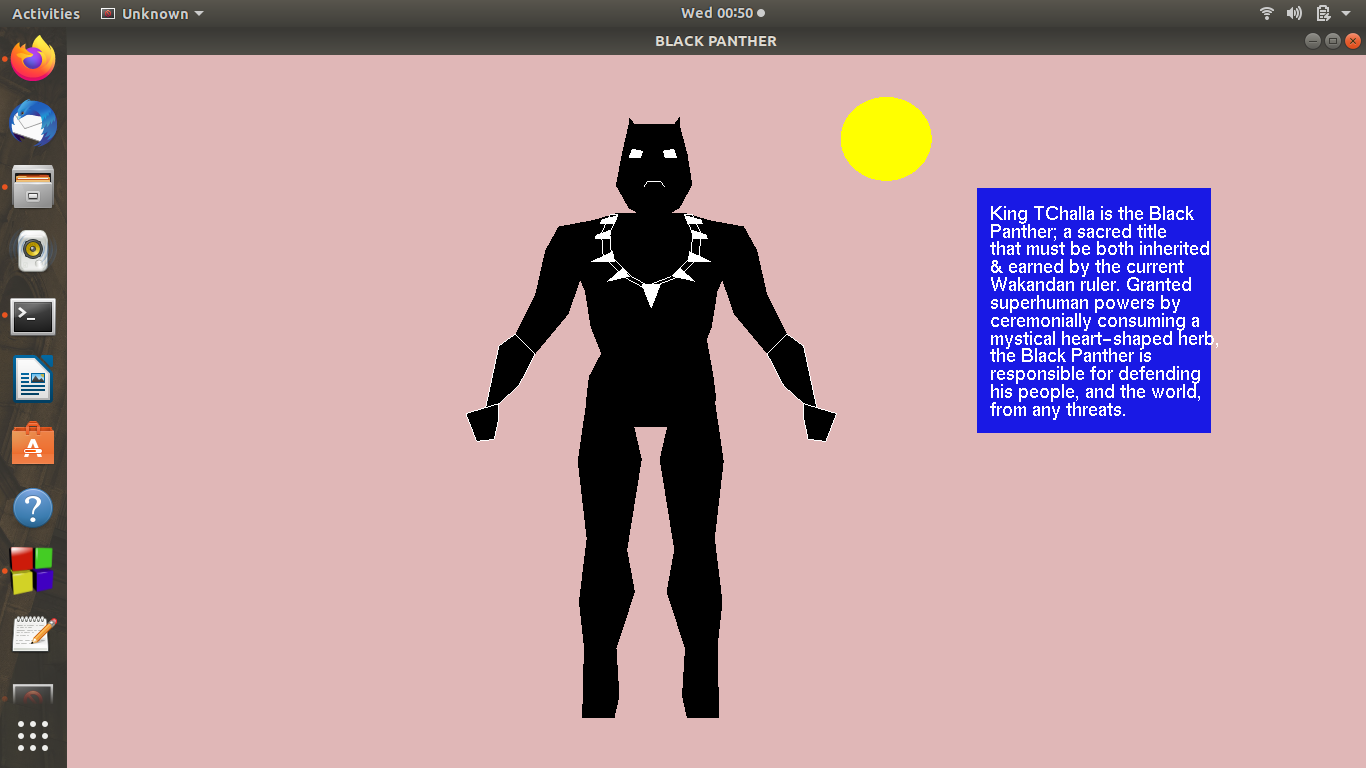 Activities
Unknown
Wed 00:50
BLACK PANTHER
King TChalla is the Black
Panther; a sacred title
that must be both inherited
& earned by the current
Wakandan ruler. Granted
superhuman powers by
ceremonially consuming a
mystical heart-shaped herb,
the Black Panther is
responsible for defending
his people, and the world,
from any threats.